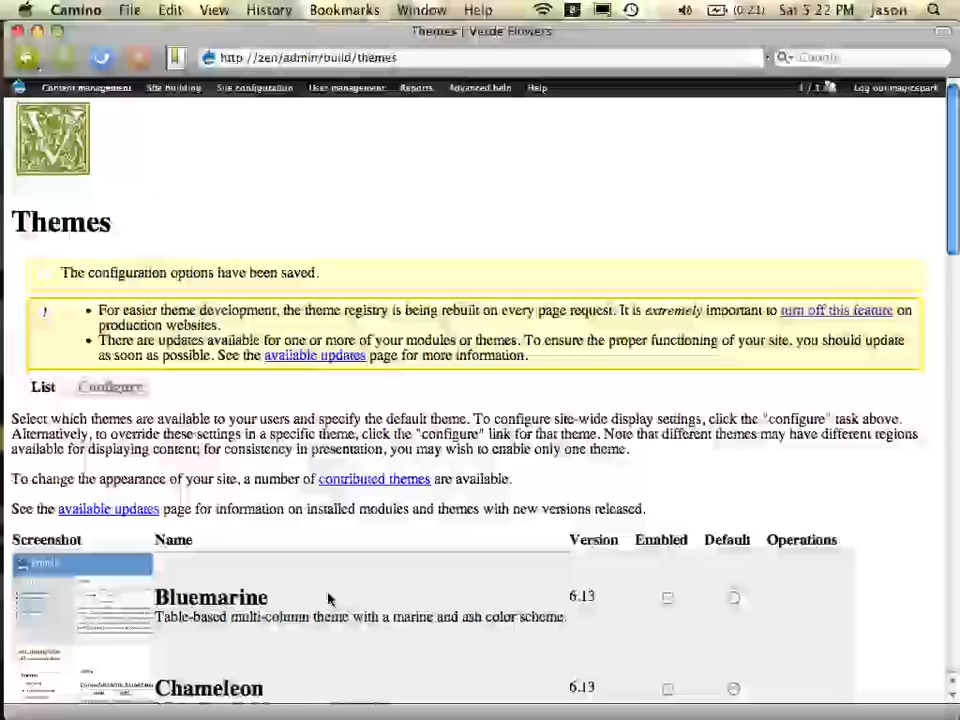 Camino File Edit View History Bookmarks Window Help (0:21) Sat 5:22 PM Jason
Themes | Verde Flowers
http://zen/admin/build/themes Google
Content management Site building Site configuration User management Reports Advanced help Help Log out magicspark
Themes
The configuration options have been saved.
! • For easier theme development, the theme registry is being rebuilt on every page request. It is extremely important to turn off this feature on
production websites.
• There are updates available for one or more of your modules or themes. To ensure the proper functioning of your site, you should update
as soon as possible. See the available updates page for more information.
List Configure
Select which themes are available to your users and specify the default theme. To configure site-wide display settings, click the "configure" task above.
Alternatively, to override these settings in a specific theme, click the "configure" link for that theme. Note that different themes may have different regions
available for displaying content; for consistency in presentation, you may wish to enable only one theme.
To change the appearance of your site, a number of contributed themes are available.
See the available updates page for information on installed modules and themes with new versions released.
Screenshot Name Version Enabled Default Operations
Bluemarine 6.13
Table-based multi-column theme with a marine and ash color scheme.
Chameleon 6.13